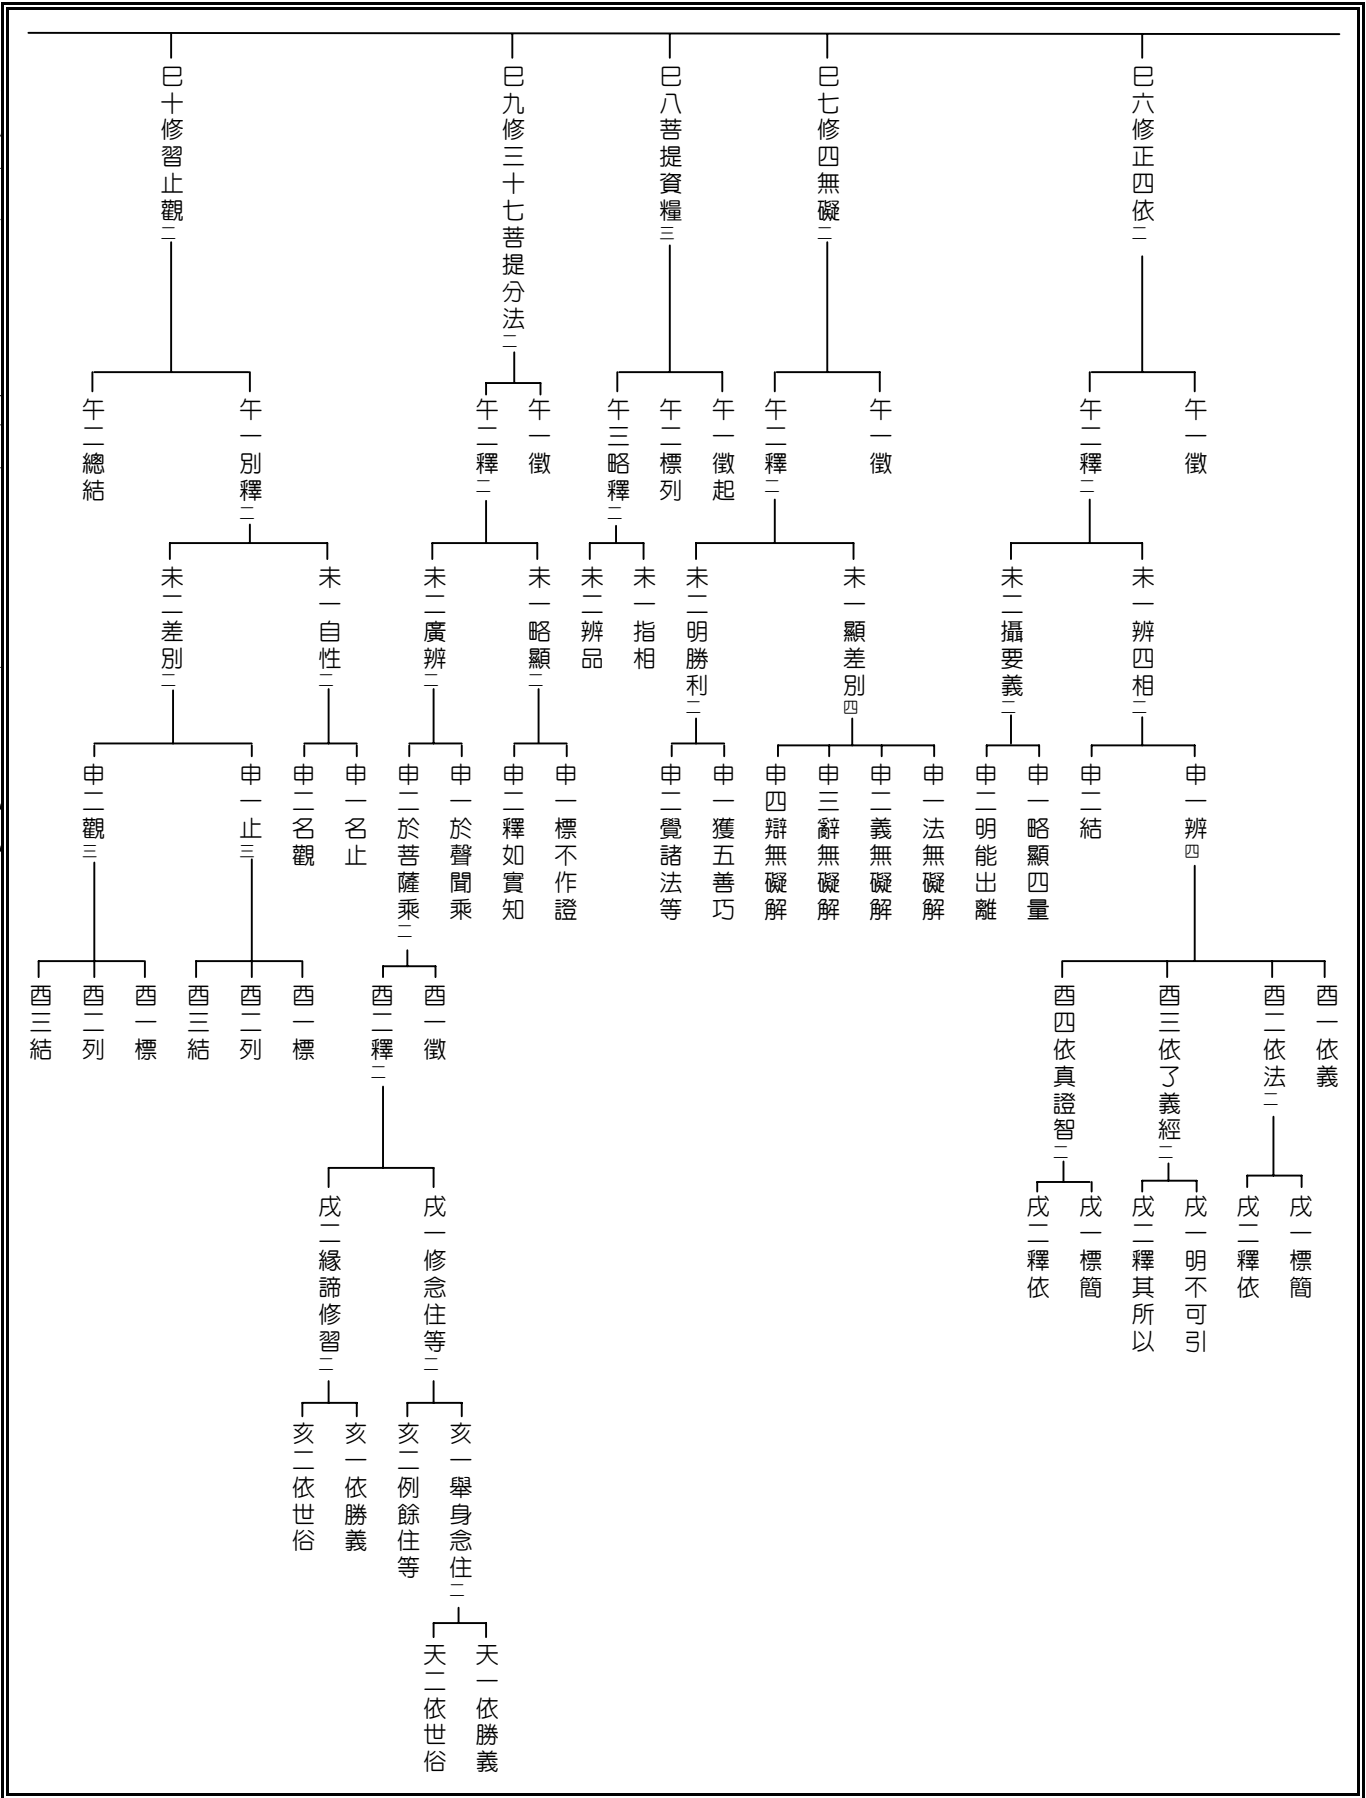 巳六修正四依二
午一徵
午二釋二
未一辨四相二
申一辨四
酉一依義
酉二依法二
戌一標簡
戌二釋依
酉三依了義經二
戌一明不可引
戌二釋其所以
酉四依真證智二
戌一標簡
戌二釋依
申二結
未二攝要義二
申一略顯四量
申二明能出離
巳七修四無礙二
午一徵
午二釋二
未一顯差別四
申一法無礙解
申二義無礙解
申三辭無礙解
申四辯無礙解
未二明勝利二
申一獲五善巧
申二覺諸法等
巳八菩提資糧三
午一徵起
午二標列
午三略釋二
未一指相
未二辨品
巳九修三十七菩提分法二
午一徵
午二釋二
未一略顯二
申一標不作證
申二釋如實知
未二廣辨二
申一於聲聞乘
申二於菩薩乘二
酉一徵
酉二釋二
戌一修念住等二
亥一舉身念住二
天一依勝義
天二依世俗
亥二例餘住等
戌二緣諦修習二
亥一依勝義
亥二依世俗
巳十修習止觀二
午一別釋二
未一自性二
申一名止
申二名觀
未二差別二
申一止三
酉一標
酉二列
酉三結
申二觀三
酉一標
酉二列
酉三結
午二總結